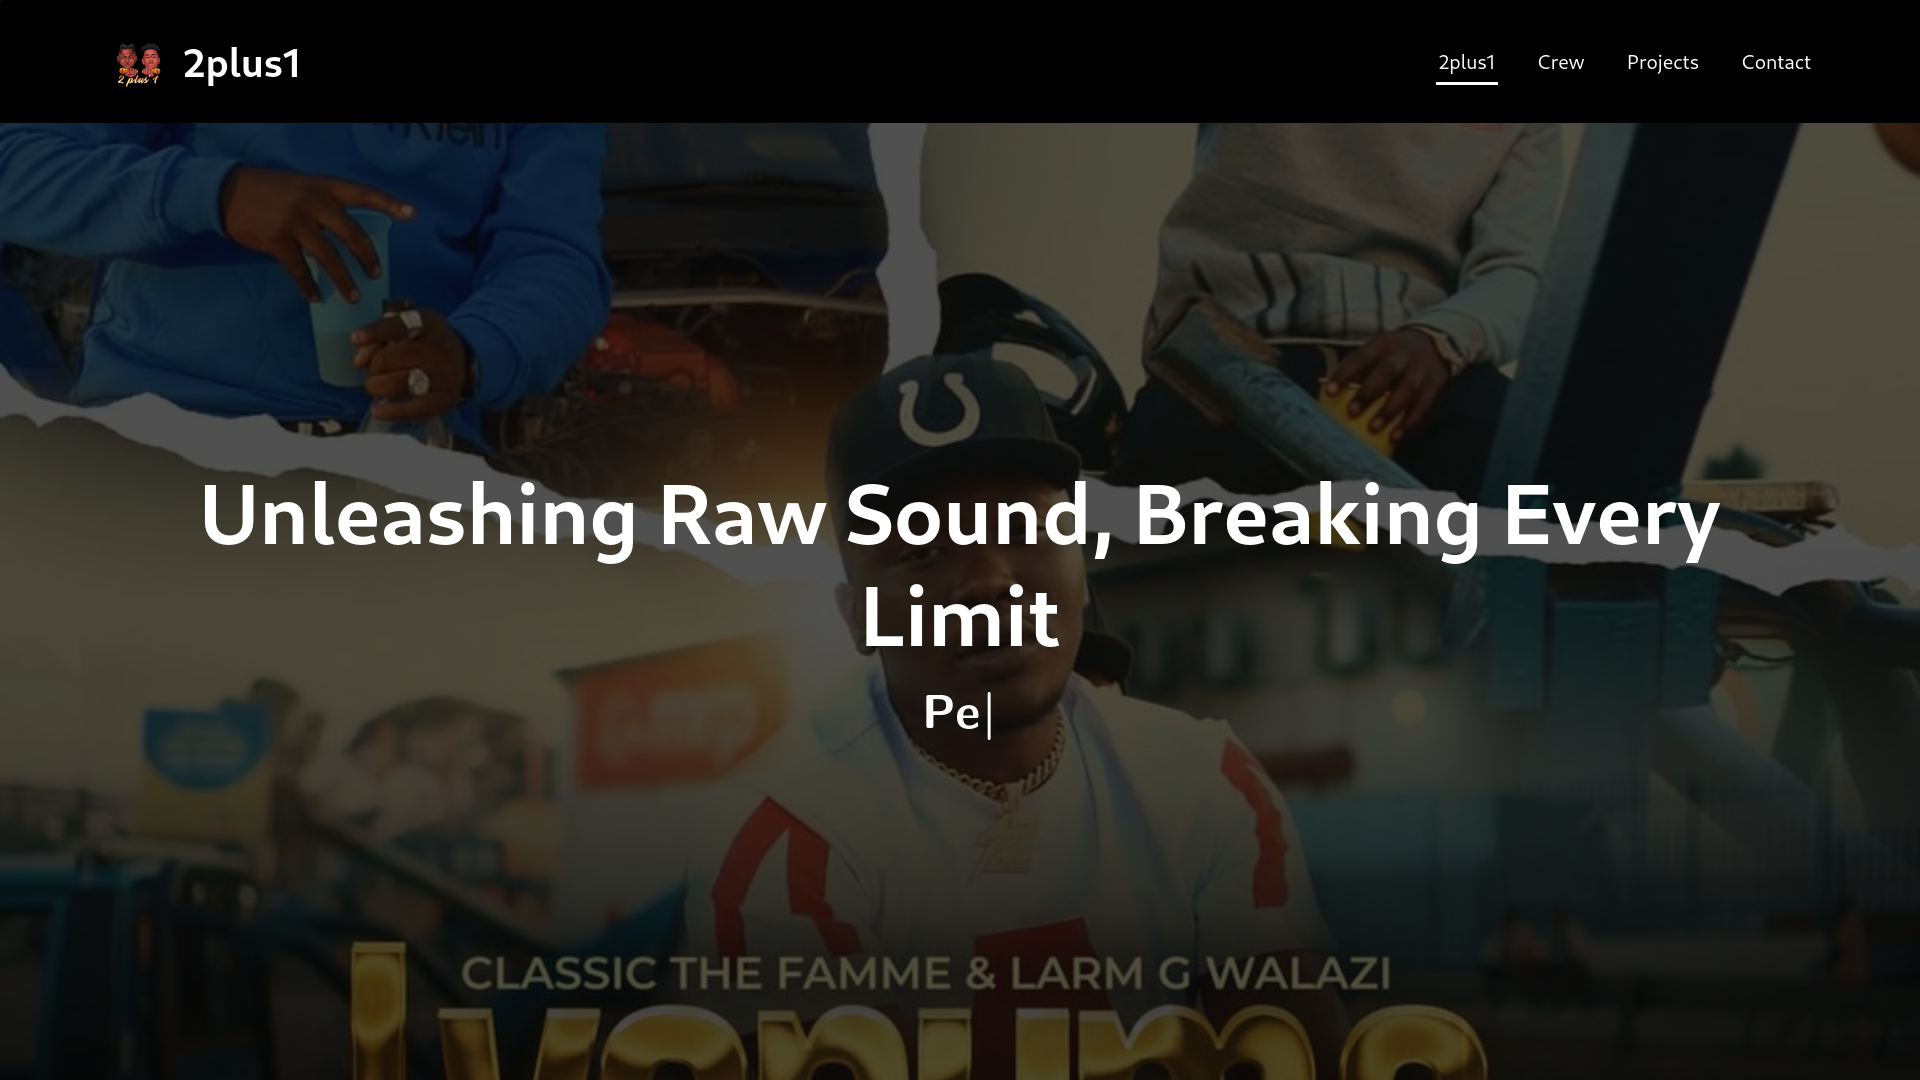 2 plus 1
2plus1
2plus1
Crew
Projects
Contact
Unleashing Raw Sound, Breaking Every
Limit
Pe
CLASSIC THE FAMME & LARM G WALAZI